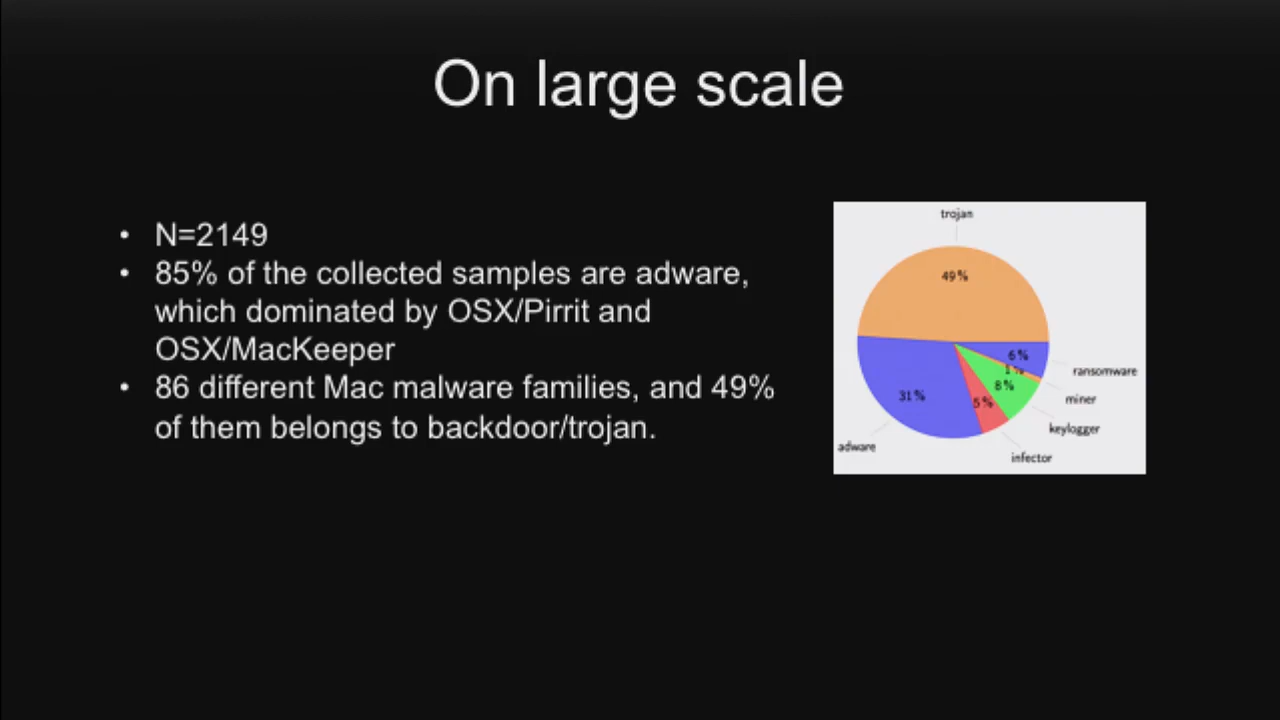 On large scale
• N=2149
• 85% of the collected samples are adware,
which dominated by OSX/Pirrit and
OSX/MacKeeper
• 86 different Mac malware families, and 49%
of them belongs to backdoor/trojan.
trojan
49%
6%
1%
ransomware
8%
31%
5%
miner
keylogger
adware
infector